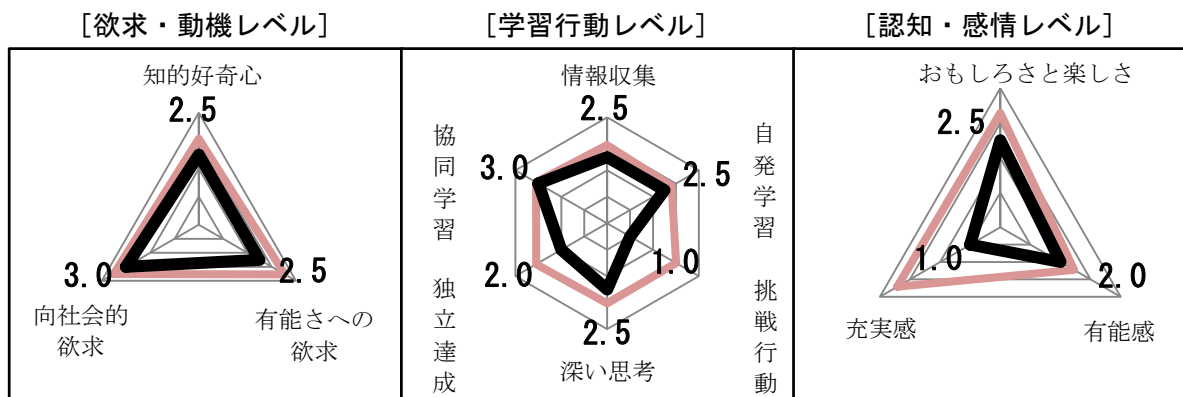 [欲求・動機レベル]
知的好奇心
2.5
3.0
2.5
向社会的
欲求
有能さへの
欲求
[学習行動レベル]
情報収集
2.5
協同学習
3.0
自発学習
2.5
独立達成
2.0
挑戦行動
1.0
2.5
深い思考
[認知・感情レベル]
おもしろさと楽しさ
2.5
1.0
2.0
充実感
有能感